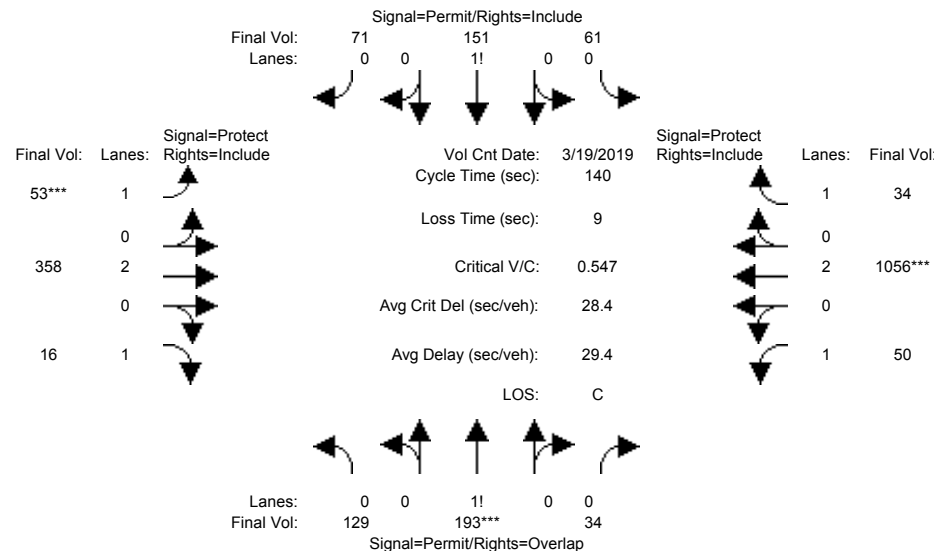 Signal=Permit/Rights=Include
Final Vol: 71 151 61
Lanes: 0 0 1! 0 0
Signal=Protect Signal=Protect
Final Vol: Lanes: Rights=Include Vol Cnt Date: 3/19/2019 Rights=Include Lanes: Final Vol:
Cycle Time (sec): 140
53*** 1 1 34
Loss Time (sec): 9
0 0
358 2 Critical V/C: 0.547 2 1056***
0 Avg Crit Del (sec/veh): 28.4 0
16 1 Avg Delay (sec/veh): 29.4 1 50
LOS: C
Lanes: 0 0 1! 0 0
Final Vol: 129 193*** 34
Signal=Permit/Rights=Overlap